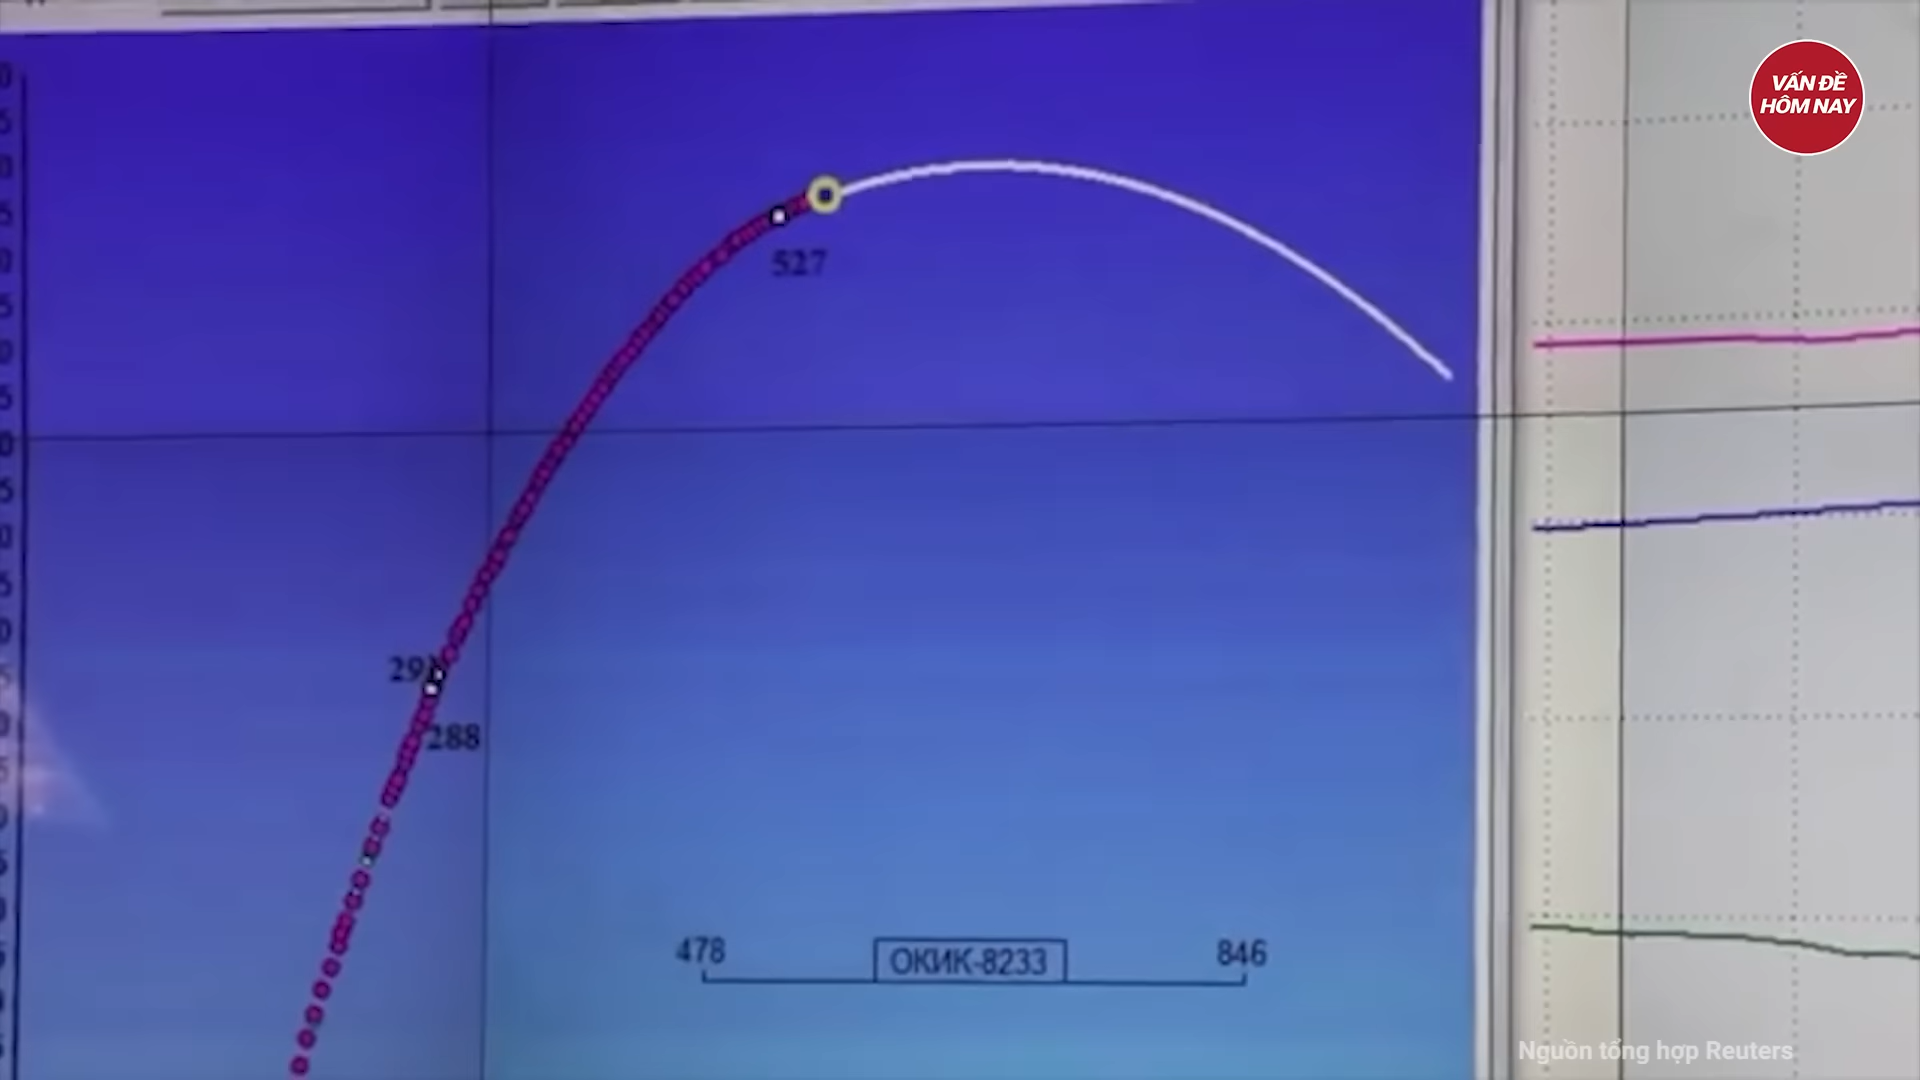 VẤN ĐỀ
HÔM NAY
527
288
478
ОКИК-8233
846
Nguồn tổng hợp Reuters